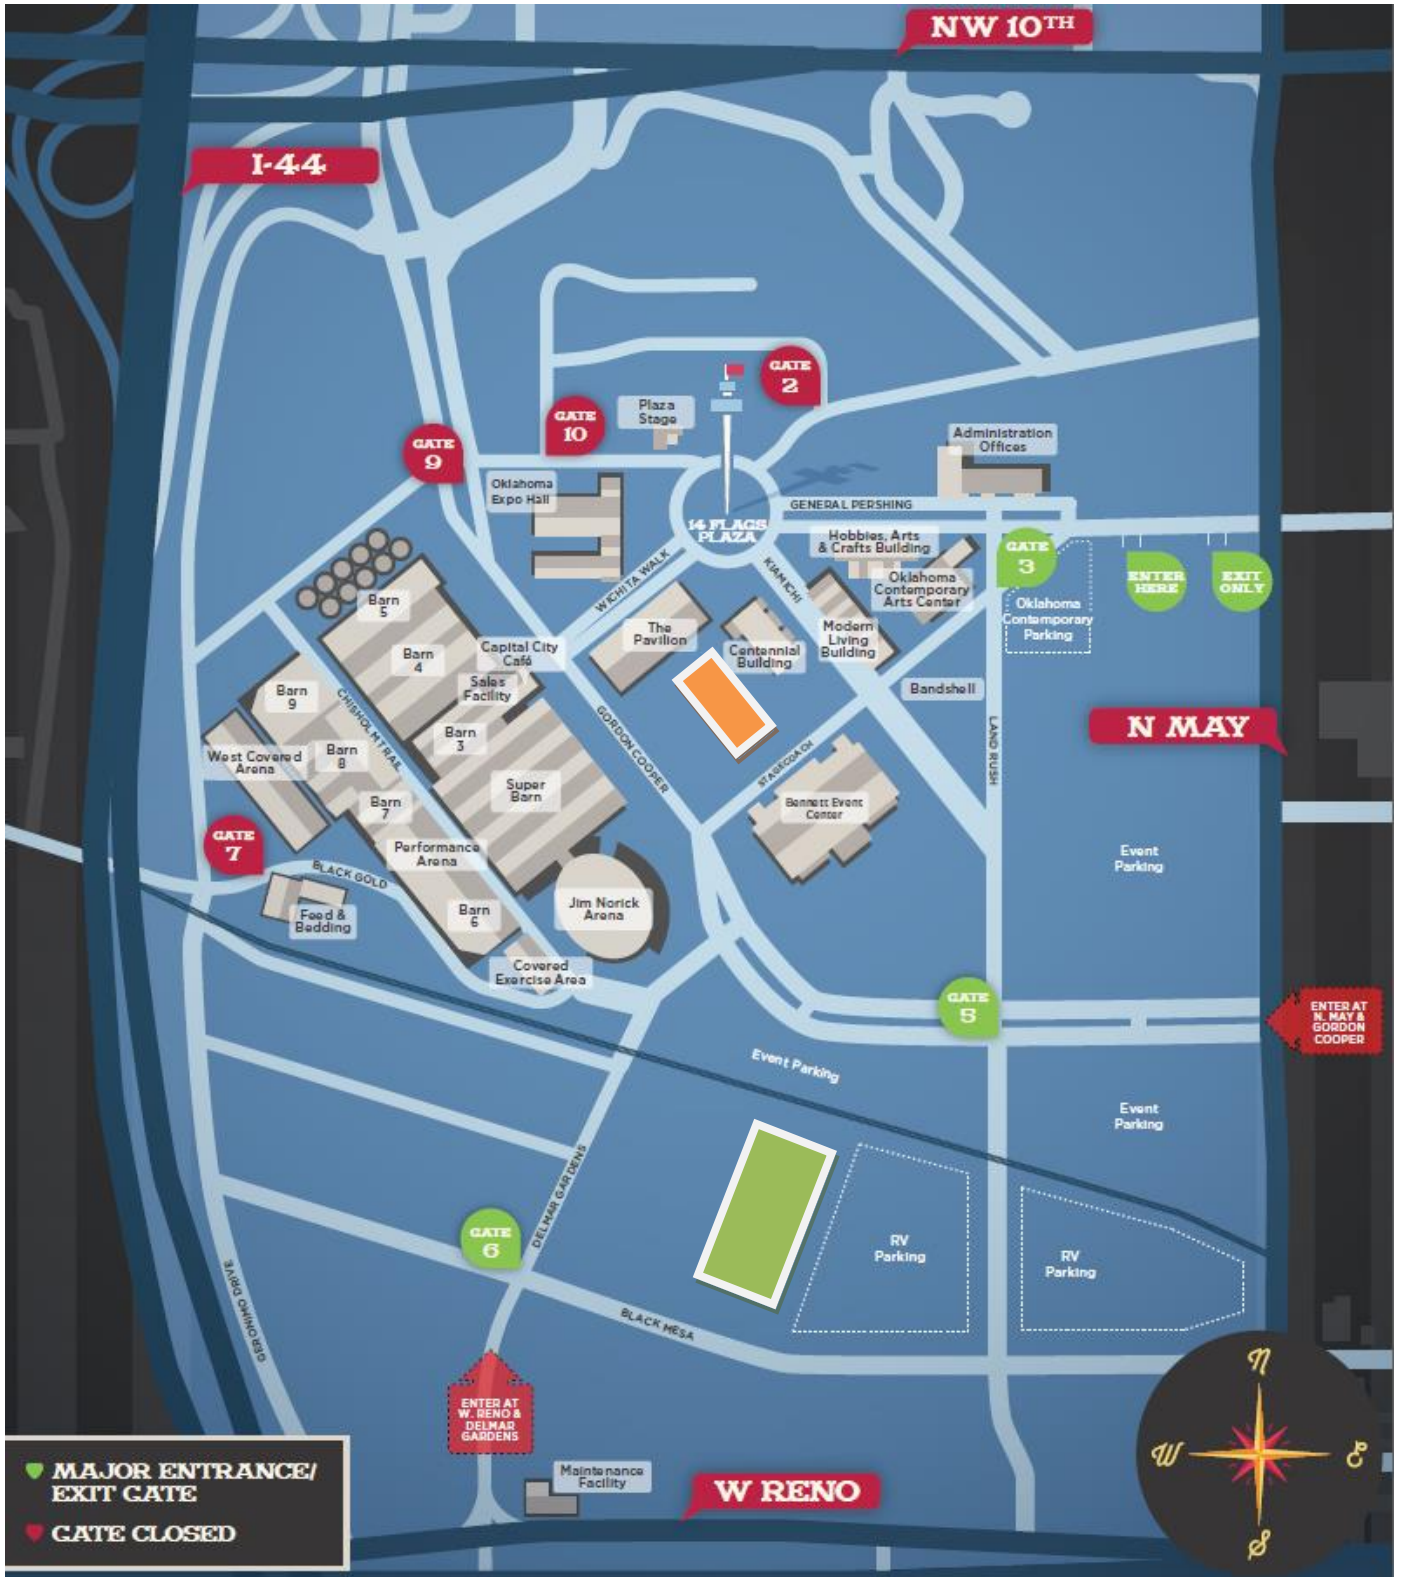 NW 10TH
I-44
GATE
2
Plaza
Stage
GATE
10
GATE
9
Administration
Offices
Oklahoma
Expo Hall
GENERAL PERSHING
14 FLAGS
PLAZA
Hobbies, Arts
& Crafts Building
GATE
3
ENTER
HERE
EXIT
ONLY
WICHITA WALK
KIAMICHI
Oklahoma
Contemporary
Arts Center
Oklahoma
Contemporary
Parking
Barn
5
The
Pavilion
Modern
Living
Building
Centennial
Building
Capital City
Café
Barn
4
Sales
Facility
Bandshell
Barn
9
CHISHOLM TRAIL
GORDON COOPER
LAND RUSH
N MAY
Barn
3
West Covered
Arena
Barn
8
STAGECOACH
Super
Barn
Barn
7
Bennett Event
Center
GATE
7
Performance
Arena
Event
Parking
BLACK GOLD
Jim Norick
Arena
Feed &
Bedding
Barn
6
Covered
Exercise Area
GATE
5
ENTER AT
N. MAY &
GORDON
COOPER
Event Parking
Event
Parking
DELMAR GARDENS
GATE
6
RV
Parking
RV
Parking
GERONIMO DRIVE
BLACK MESA
N
W
E
S
ENTER AT
W. RENO &
DELMAR
GARDENS
MAJOR ENTRANCE/
EXIT GATE
GATE CLOSED
Maintenance
Facility
W RENO